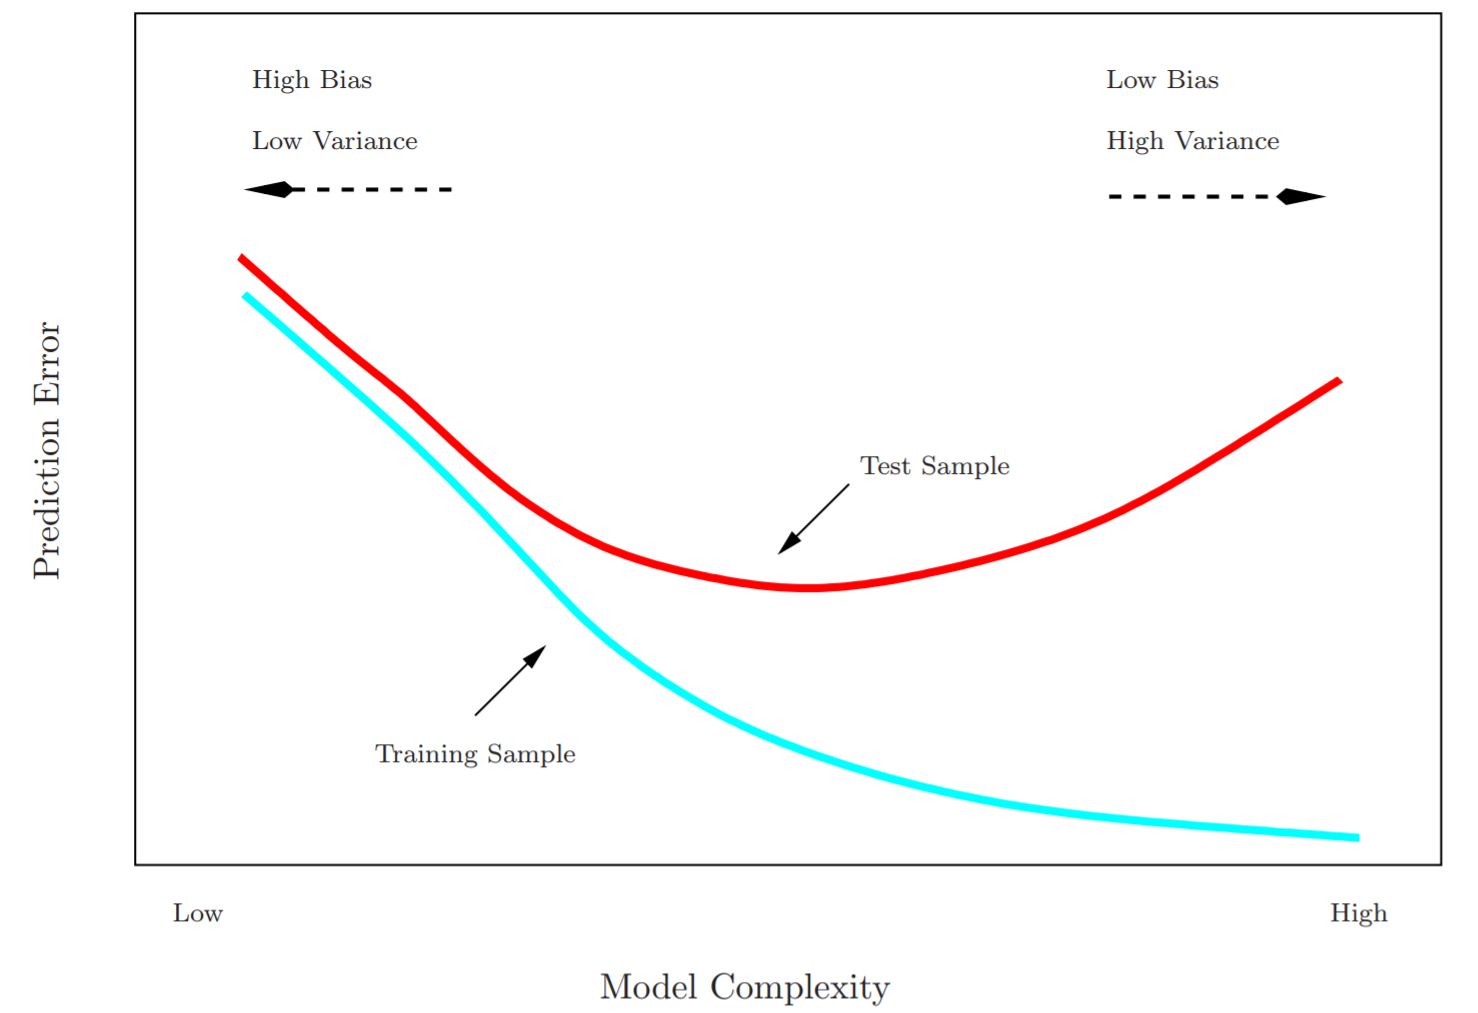 High Bias
Low Variance
Low Bias
High Variance
Prediction Error
Test Sample
Training Sample
Low
High
Model Complexity